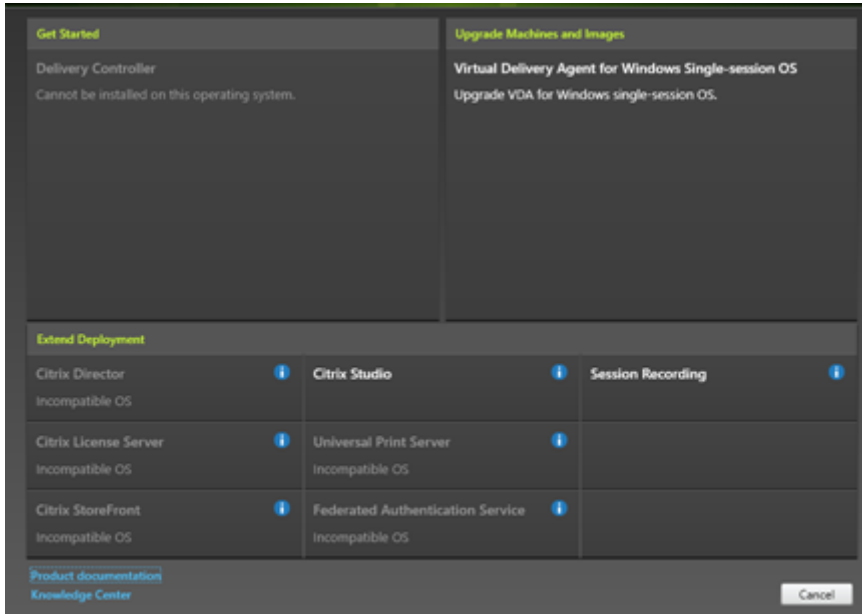 Get Started
Delivery Controller
Cannot be installed on this operating system.
Upgrade Machines and Images
Virtual Delivery Agent for Windows Single-session OS
Upgrade VDA for Windows single-session OS.
Extend Deployment
Citrix Director
Incompatible OS
Citrix Studio
Session Recording
Citrix License Server
Incompatible OS
Universal Print Server
Incompatible OS
Citrix StoreFront
Incompatible OS
Federated Authentication Service
Incompatible OS
Product documentation
Knowledge Center
Cancel